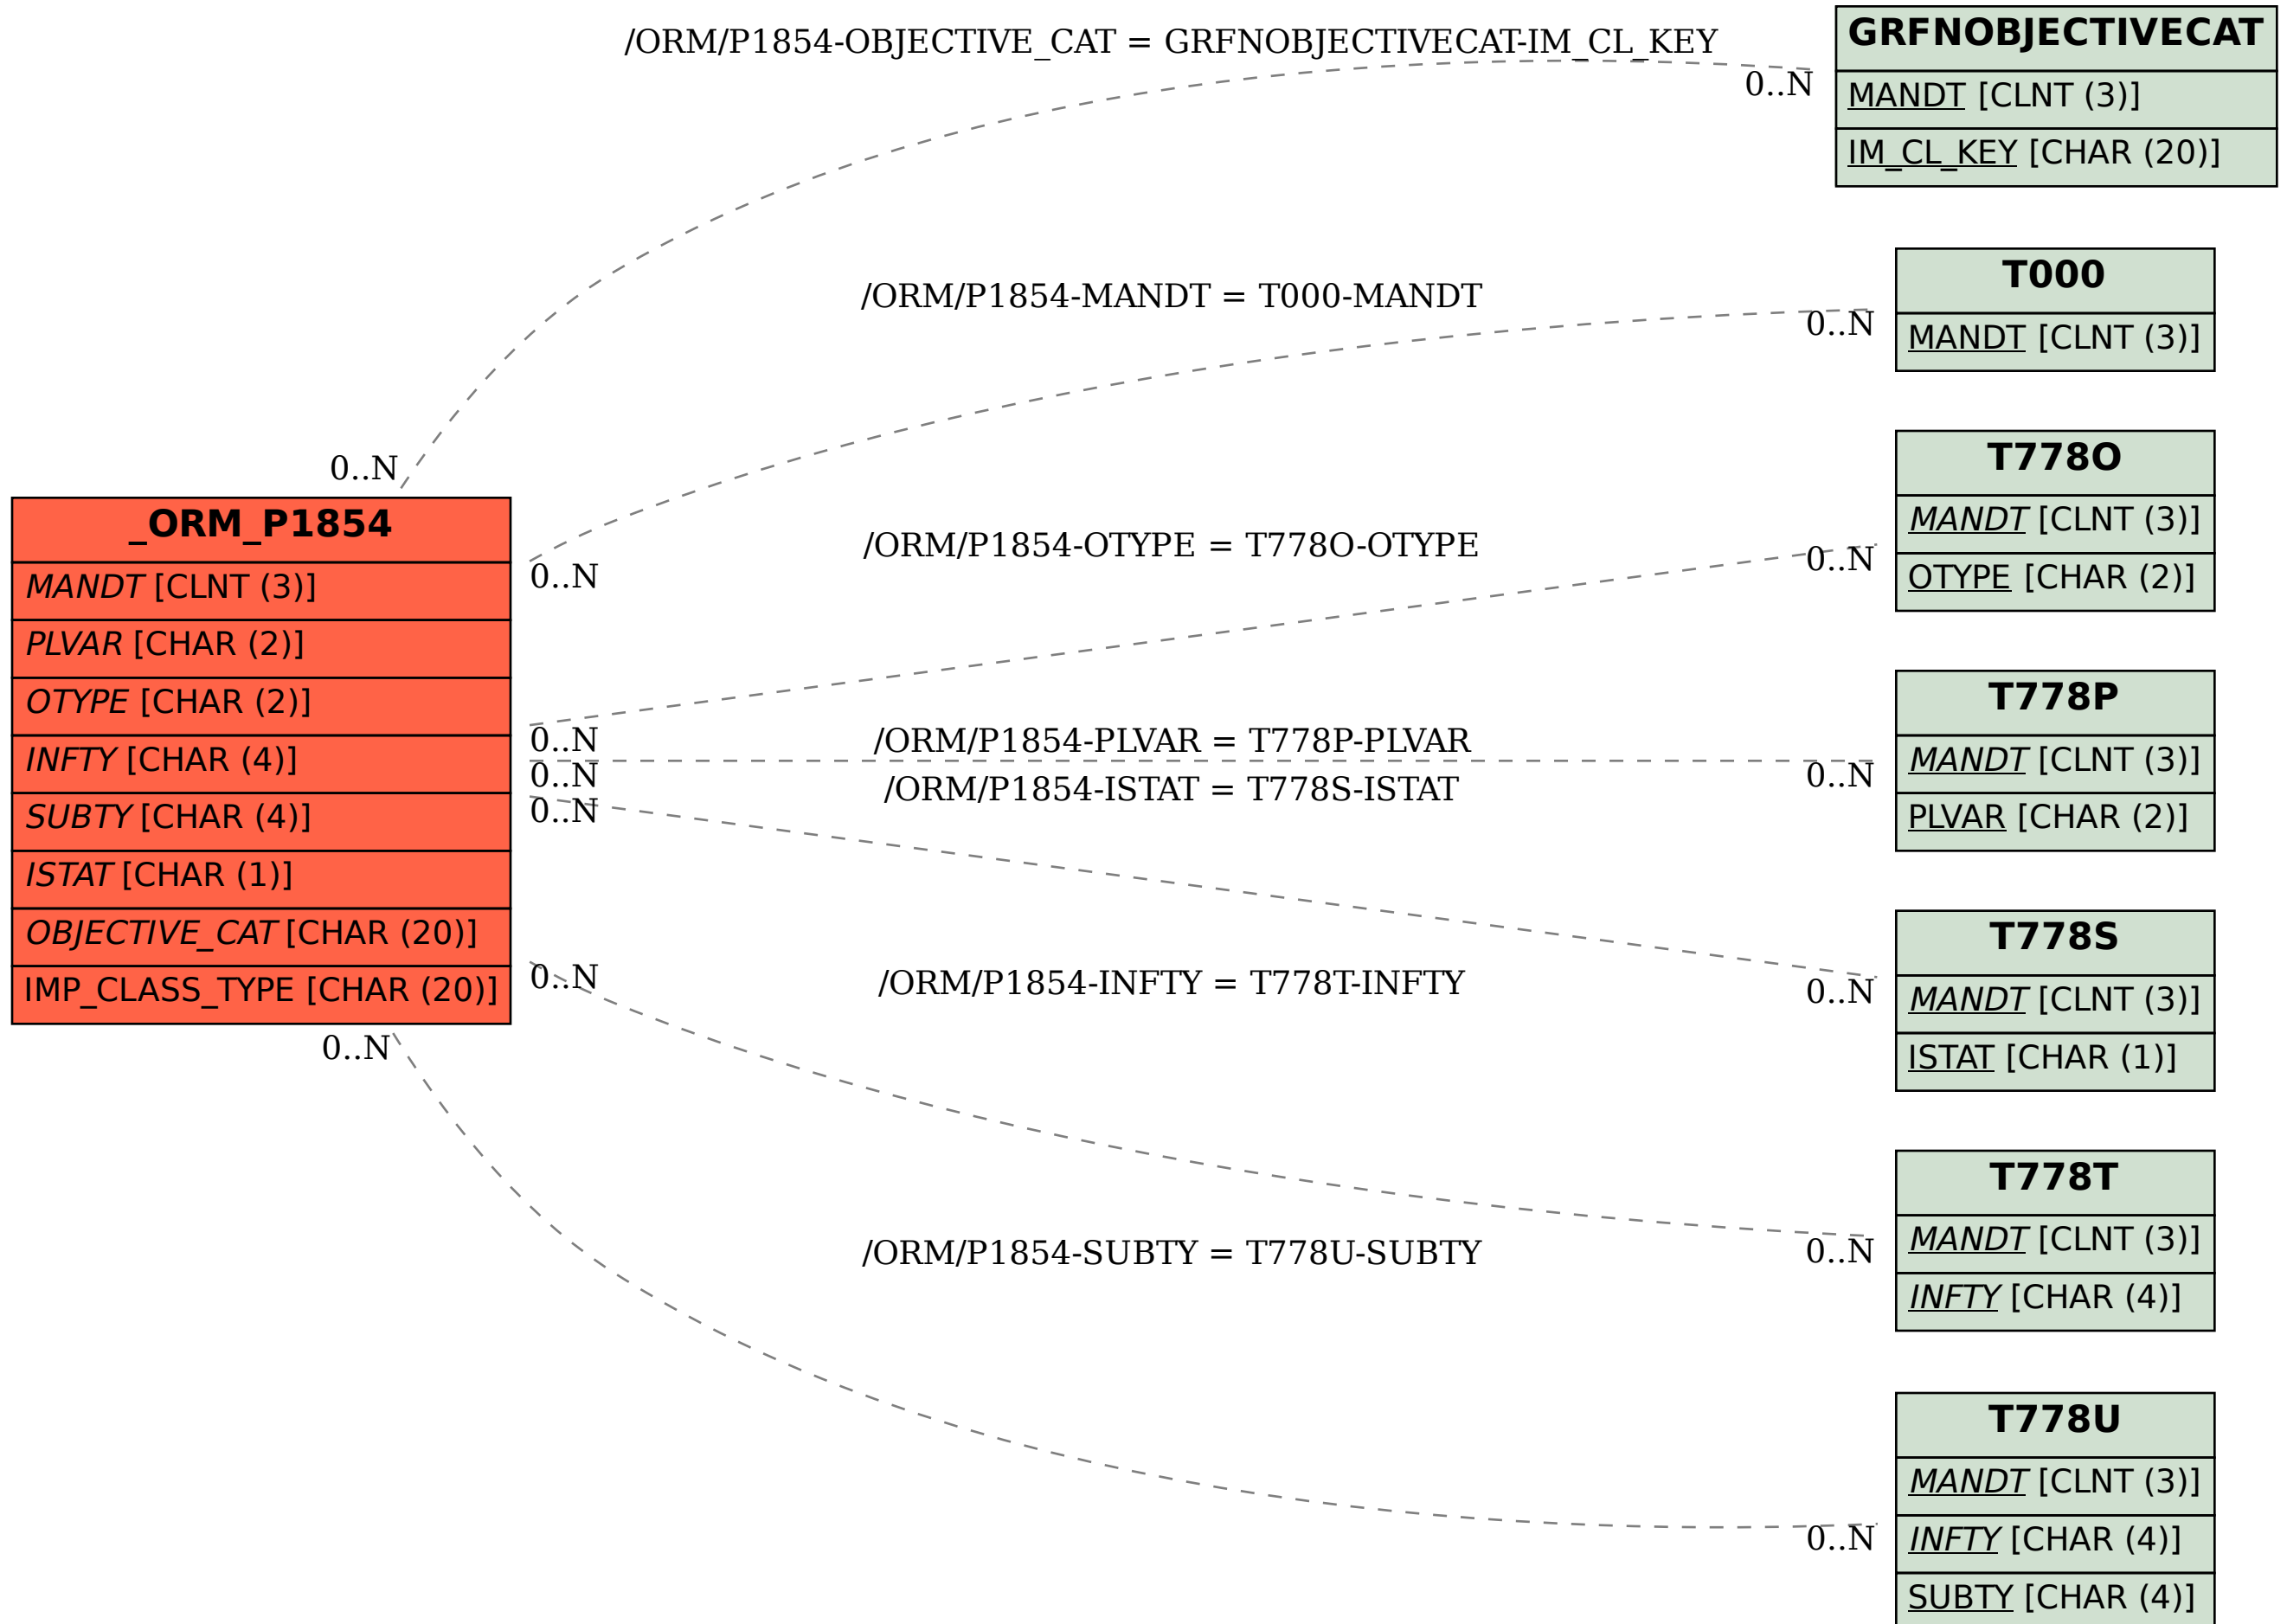 /ORM/P1854-OBJECTIVE_CAT = GRFNOBJECTIVECAT-IM_CL_KEY
0..N
0..N
GRFNOBJECTIVECAT
MANDT [CLNT (3)]
IM_CL_KEY [CHAR (20)]
/ORM/P1854-MANDT = T000-MANDT
0..N
0..N
T000
MANDT [CLNT (3)]
_ORM_P1854
MANDT [CLNT (3)]
PLVAR [CHAR (2)]
OTYPE [CHAR (2)]
INFTY [CHAR (4)]
SUBTY [CHAR (4)]
ISTAT [CHAR (1)]
OBJECTIVE_CAT [CHAR (20)]
IMP_CLASS_TYPE [CHAR (20)]
/ORM/P1854-OTYPE = T778O-OTYPE
0..N
0..N
T778O
MANDT [CLNT (3)]
OTYPE [CHAR (2)]
/ORM/P1854-PLVAR = T778P-PLVAR
0..N
0..N
T778P
MANDT [CLNT (3)]
PLVAR [CHAR (2)]
/ORM/P1854-ISTAT = T778S-ISTAT
0..N
0..N
T778S
MANDT [CLNT (3)]
ISTAT [CHAR (1)]
/ORM/P1854-INFTY = T778T-INFTY
0..N
0..N
T778T
MANDT [CLNT (3)]
INFTY [CHAR (4)]
/ORM/P1854-SUBTY = T778U-SUBTY
0..N
0..N
T778U
MANDT [CLNT (3)]
INFTY [CHAR (4)]
SUBTY [CHAR (4)]